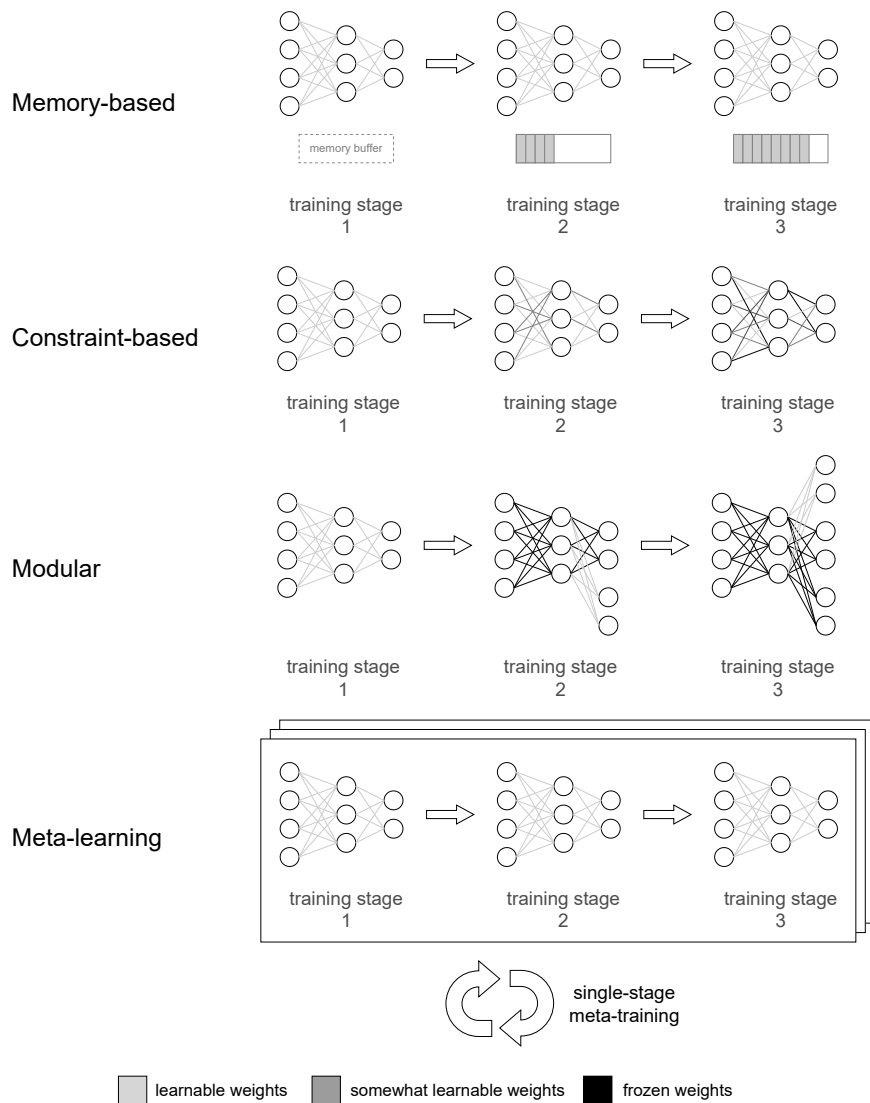 Memory-based
memory buffer
training stage
1
training stage
2
training stage
3
Constraint-based
training stage
1
training stage
2
training stage
3
Modular
training stage
1
training stage
2
training stage
3
Meta-learning
training stage
1
training stage
2
training stage
3
single-stage
meta-training
learnable weights
somewhat learnable weights
frozen weights